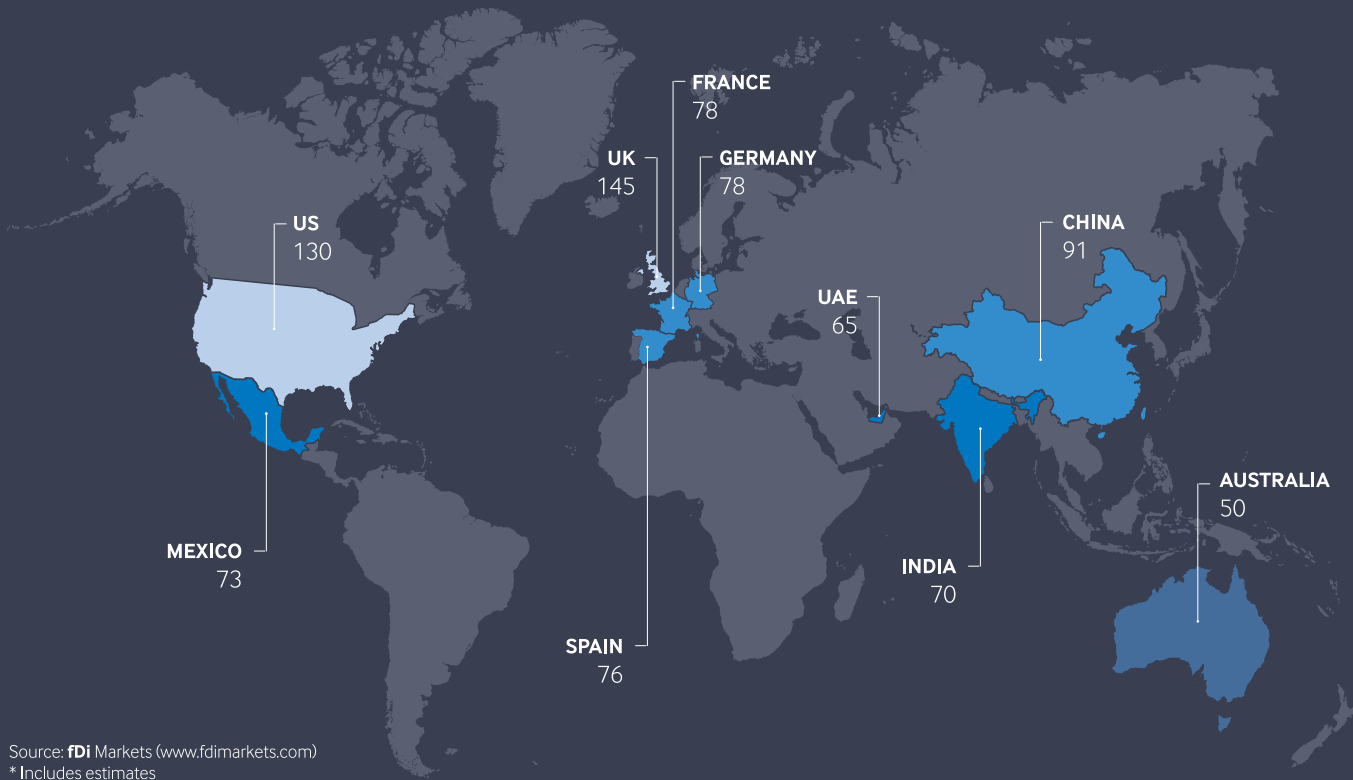 FRANCE
78
UK
145
GERMANY
78
US
130
CHINA
91
UAE
65
AUSTRALIA
50
MEXICO
73
INDIA
70
SPAIN
76
Source: fDi Markets (www.fdimarkets.com)
* Includes estimates